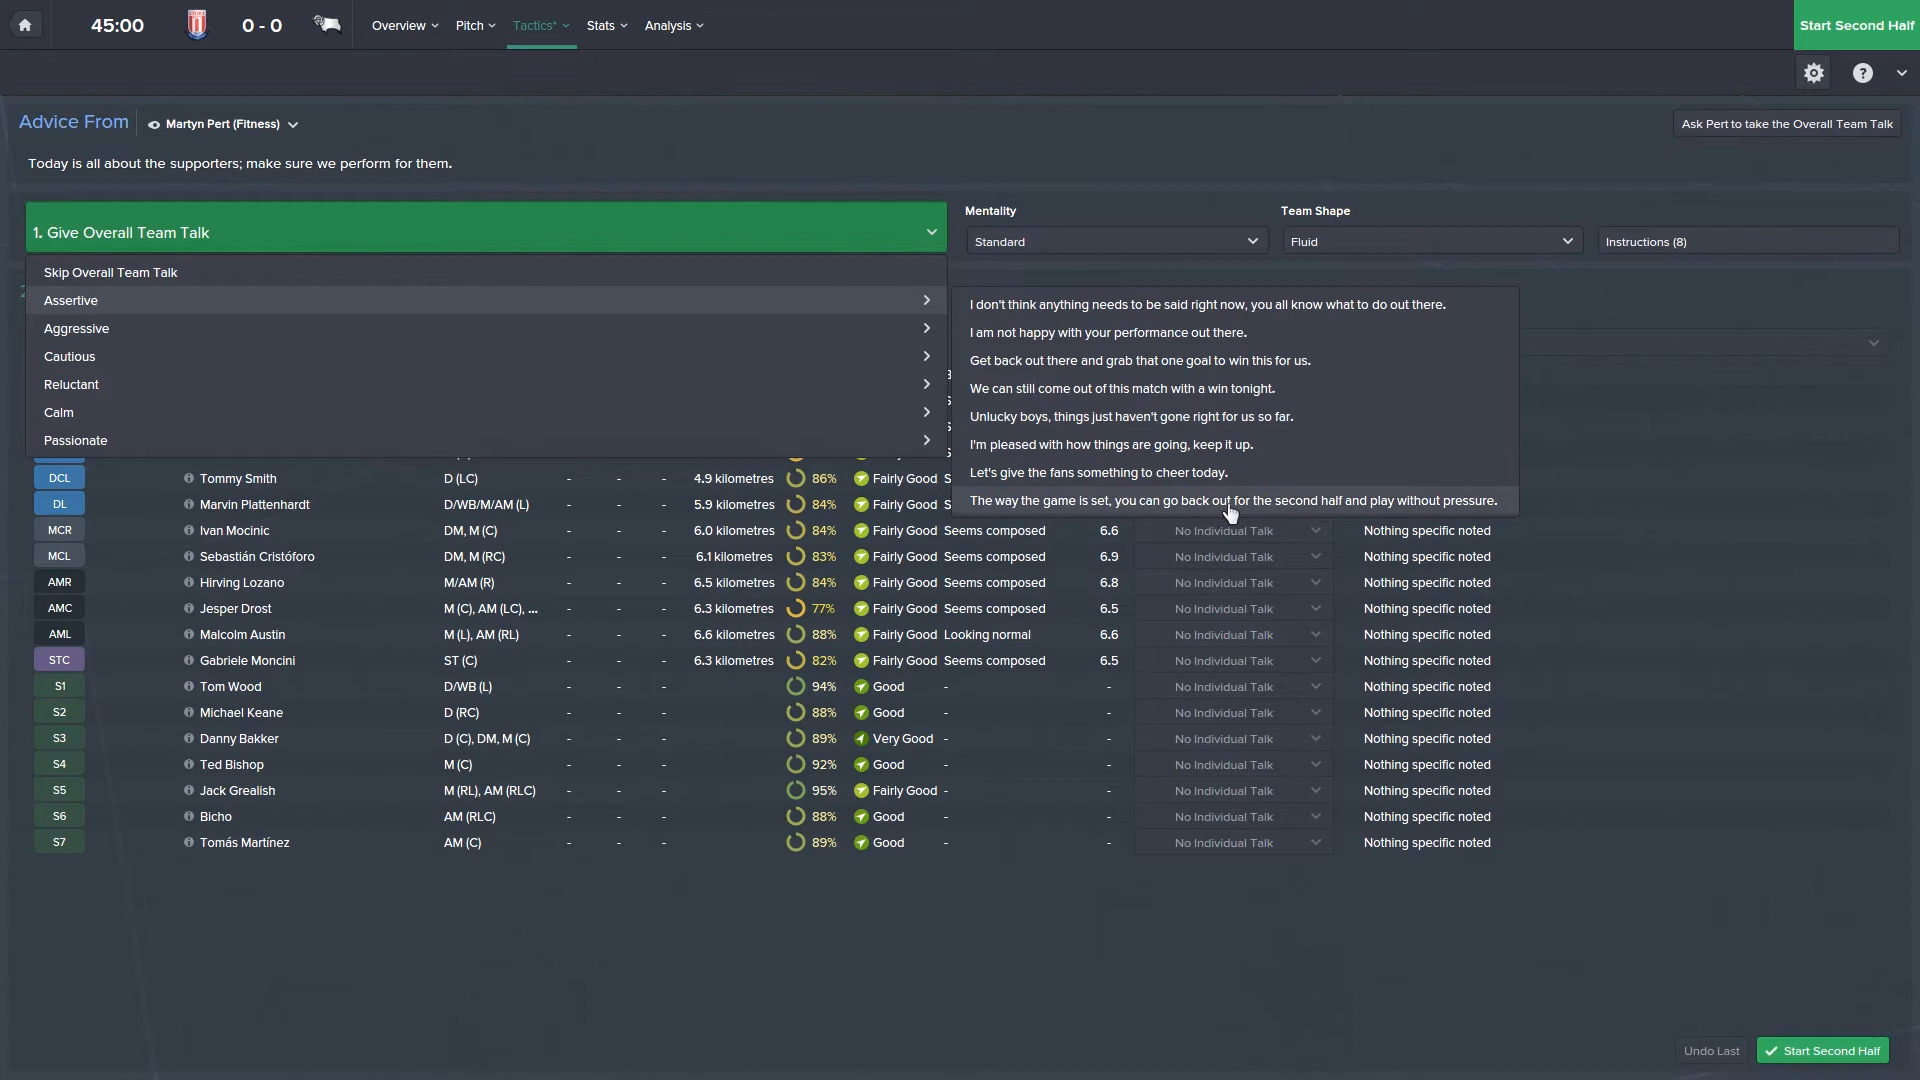 45:00 0 - 0 Overview Pitch Tactics* Stats Analysis Start Second Half
?
Advice From Martyn Pert (Fitness) Ask Pert to take the Overall Team Talk
Today is all about the supporters; make sure we perform for them.
Mentality Team Shape
1. Give Overall Team Talk Standard Fluid Instructions (8)
Skip Overall Team Talk
Assertive
Aggressive
Cautious
Reluctant
Calm
Passionate
I don't think anything needs to be said right now, you all know what to do out there.
I am not happy with your performance out there.
Get back out there and grab that one goal to win this for us.
We can still come out of this match with a win tonight.
Unlucky boys, things just haven't gone right for us so far.
I'm pleased with how things are going, keep it up.
Let's give the fans something to cheer today.
The way the game is set, you can go back out for the second half and play without pressure.
DCL Tommy Smith D (LC) - - - 4.9 kilometres 86% Fairly Good S
DL Marvin Plattenhardt D/WB/M/AM (L) - - - 5.9 kilometres 84% Fairly Good S
MCR Ivan Mocinic DM, M (C) - - - 6.0 kilometres 84% Fairly Good Seems composed 6.6 No Individual Talk Nothing specific noted
MCL Sebastián Cristóforo DM, M (RC) - - - 6.1 kilometres 83% Fairly Good Seems composed 6.9 No Individual Talk Nothing specific noted
AMR Hirving Lozano M/AM (R) - - - 6.5 kilometres 84% Fairly Good Seems composed 6.8 No Individual Talk Nothing specific noted
AMC Jesper Drost M (C), AM (LC), ... - - - 6.3 kilometres 77% Fairly Good Seems composed 6.5 No Individual Talk Nothing specific noted
AML Malcolm Austin M (L), AM (RL) - - - 6.6 kilometres 88% Fairly Good Looking normal 6.6 No Individual Talk Nothing specific noted
STC Gabriele Moncini ST (C) - - - 6.3 kilometres 82% Fairly Good Seems composed 6.5 No Individual Talk Nothing specific noted
S1 Tom Wood D/WB (L) - - - 94% Good - - No Individual Talk Nothing specific noted
S2 Michael Keane D (RC) - - - 88% Good - - No Individual Talk Nothing specific noted
S3 Danny Bakker D (C), DM, M (C) - - - 89% Very Good - - No Individual Talk Nothing specific noted
S4 Ted Bishop M (C) - - - 92% Good - - No Individual Talk Nothing specific noted
S5 Jack Grealish M (RL), AM (RLC) - - - 95% Fairly Good - - No Individual Talk Nothing specific noted
S6 Bicho AM (RLC) - - - 88% Good - - No Individual Talk Nothing specific noted
S7 Tomás Martínez AM (C) - - - 89% Good - - No Individual Talk Nothing specific noted
Undo Last Start Second Half